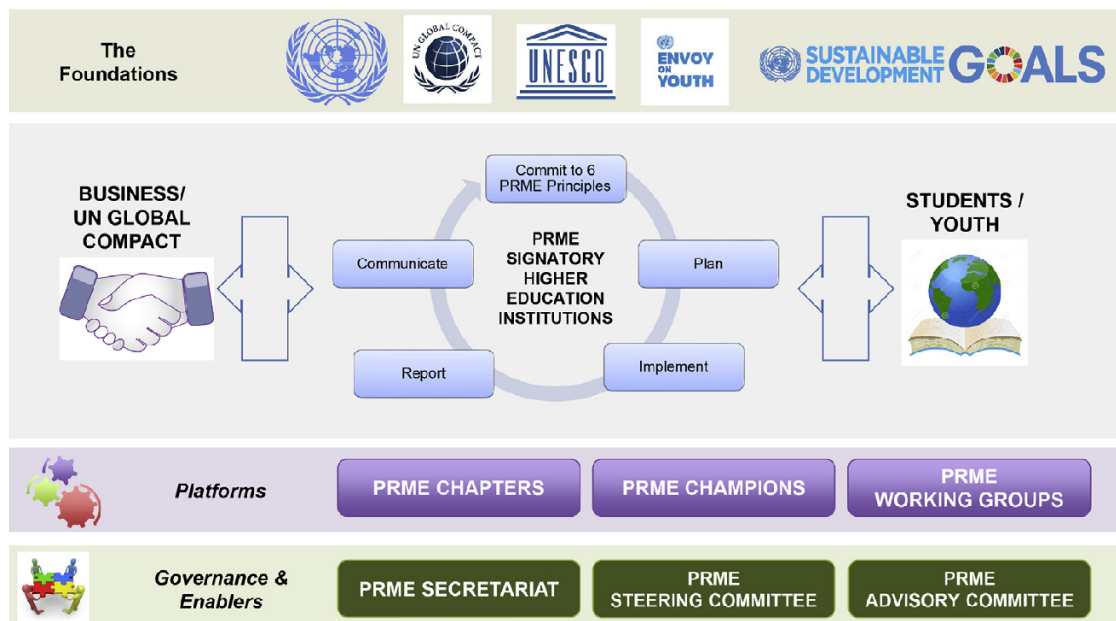 The
Foundations
UN GLOBAL COMPACT
UNESCO
ENVOY
ON
YOUTH
SUSTAINABLE
DEVELOPMENT
GOALS
BUSINESS/
UN GLOBAL
COMPACT
Commit to 6
PRME Principles
Communicate
PRME
SIGNATORY
HIGHER
EDUCATION
INSTITUTIONS
Plan
Report
Implement
STUDENTS /
YOUTH
Platforms
PRME CHAPTERS
PRME CHAMPIONS
PRME
WORKING GROUPS
Governance &
Enablers
PRME SECRETARIAT
PRME
STEERING COMMITTEE
PRME
ADVISORY COMMITTEE